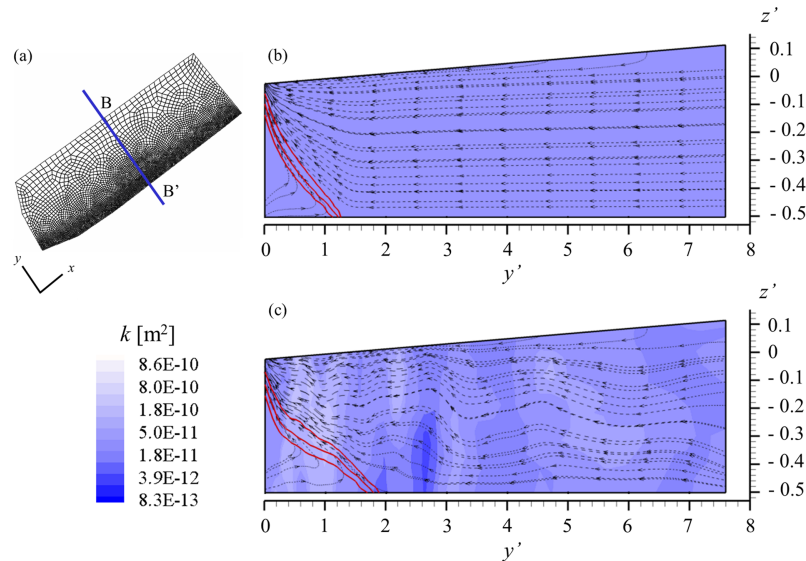 (a)
B
B'
y
x
(b)
z'
0.1
0
- 0.1
- 0.2
- 0.3
- 0.4
- 0.5
0 1 2 3 4 5 6 7 8
y'
k [m²]
8.6E-10
8.0E-10
1.8E-10
5.0E-11
1.8E-11
3.9E-12
8.3E-13
(c)
z'
0.1
0
- 0.1
- 0.2
- 0.3
- 0.4
- 0.5
0 1 2 3 4 5 6 7 8
y'